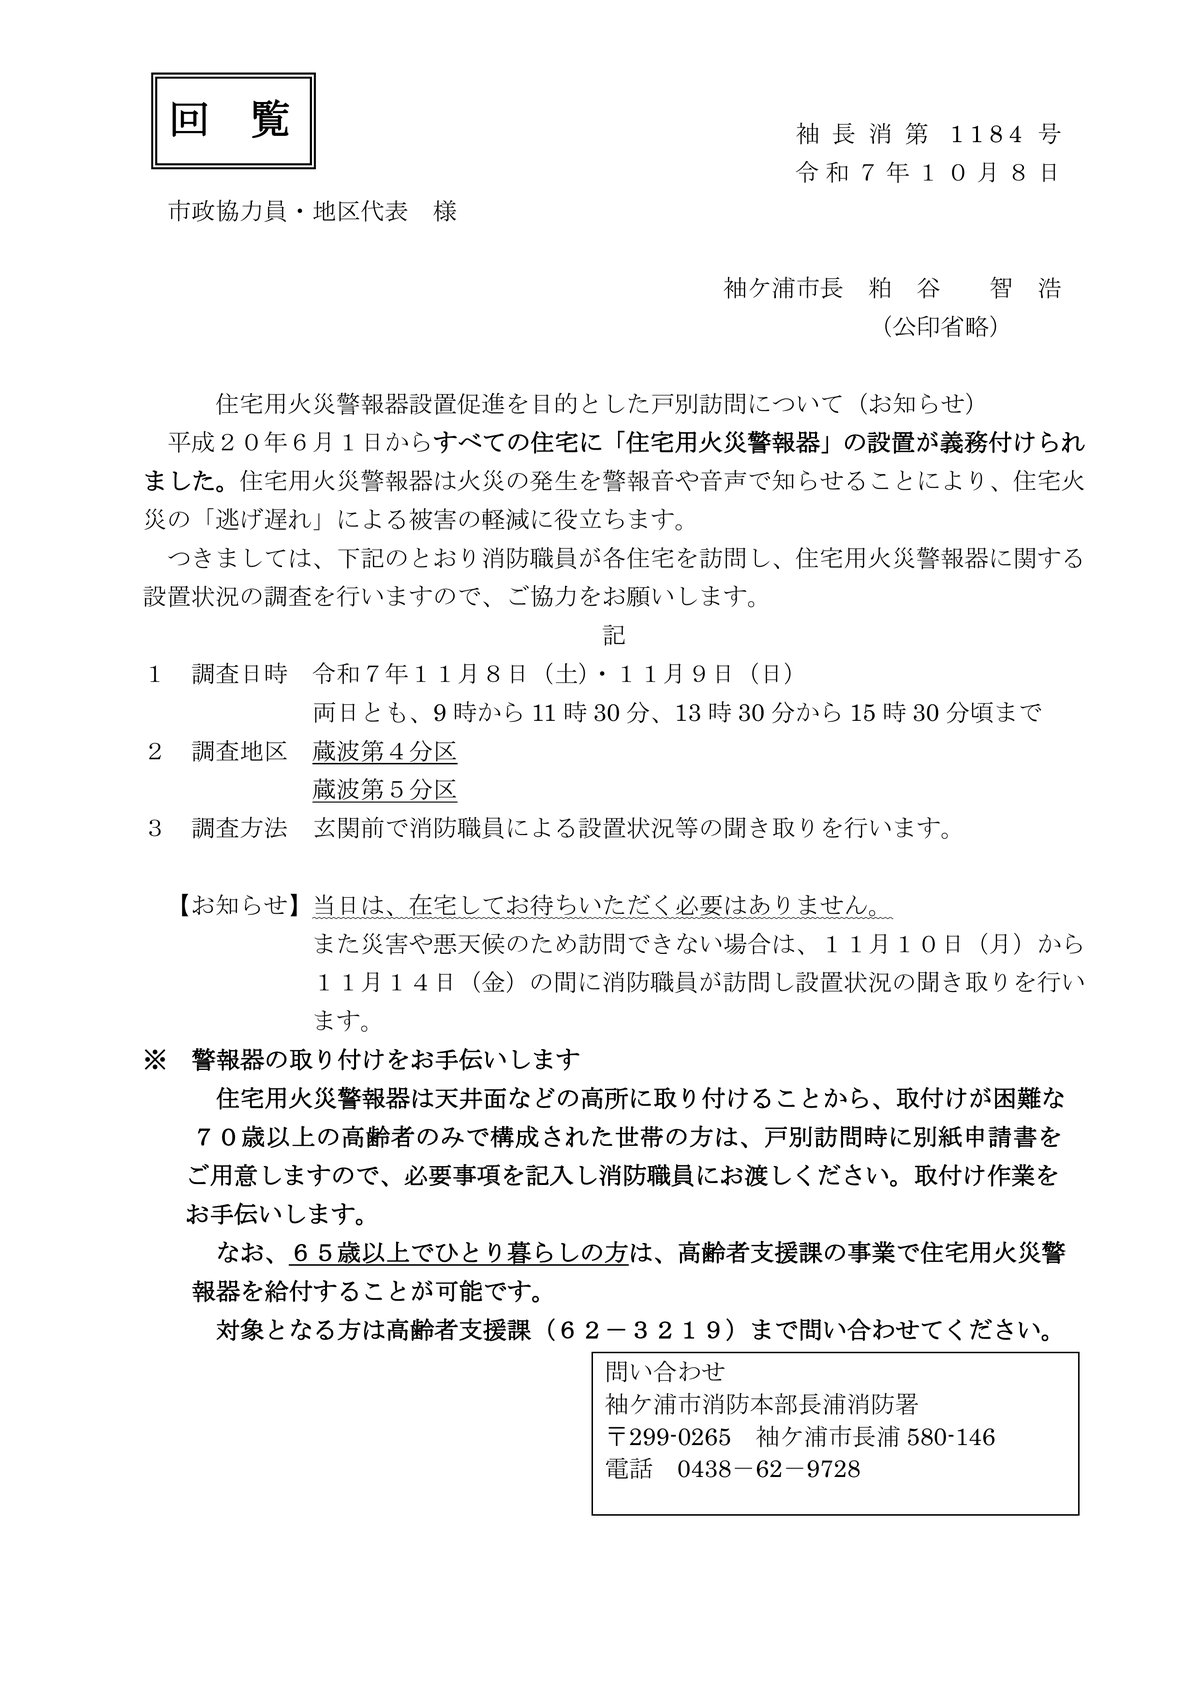 回　覧
袖長消第 1184 号
令和７年１０月８日
市政協力員・地区代表　様
袖ケ浦市長　粕　谷　　智　浩
（公印省略）
住宅用火災警報器設置促進を目的とした戸別訪問について（お知らせ）
　平成２０年６月１日からすべての住宅に「住宅用火災警報器」の設置が義務付けられ
ました。住宅用火災警報器は火災の発生を警報音や音声で知らせることにより、住宅火
災の「逃げ遅れ」による被害の軽減に役立ちます。
　つきましては、下記のとおり消防職員が各住宅を訪問し、住宅用火災警報器に関する
設置状況の調査を行いますので、ご協力をお願いします。
記
１　調査日時　令和７年１１月８日（土）・１１月９日（日）
両日とも、9 時から 11 時 30 分、13 時 30 分から 15 時 30 分頃まで
２　調査地区　蔵波第４分区
蔵波第５分区
３　調査方法　玄関前で消防職員による設置状況等の聞き取りを行います。
【お知らせ】当日は、在宅してお待ちいただく必要はありません。
また災害や悪天候のため訪問できない場合は、１１月１０日（月）から
１１月１４日（金）の間に消防職員が訪問し設置状況の聞き取りを行い
ます。
※　警報器の取り付けをお手伝いします
　住宅用火災警報器は天井面などの高所に取り付けることから、取付けが困難な
７０歳以上の高齢者のみで構成された世帯の方は、戸別訪問時に別紙申請書を
ご用意しますので、必要事項を記入し消防職員にお渡しください。取付け作業を
お手伝いします。
　なお、６５歳以上でひとり暮らしの方は、高齢者支援課の事業で住宅用火災警
報器を給付することが可能です。
　対象となる方は高齢者支援課（６２－３２１９）まで問い合わせてください。
問い合わせ
袖ケ浦市消防本部長浦消防署
〒299-0265　袖ケ浦市長浦 580-146
電話　0438－62－9728